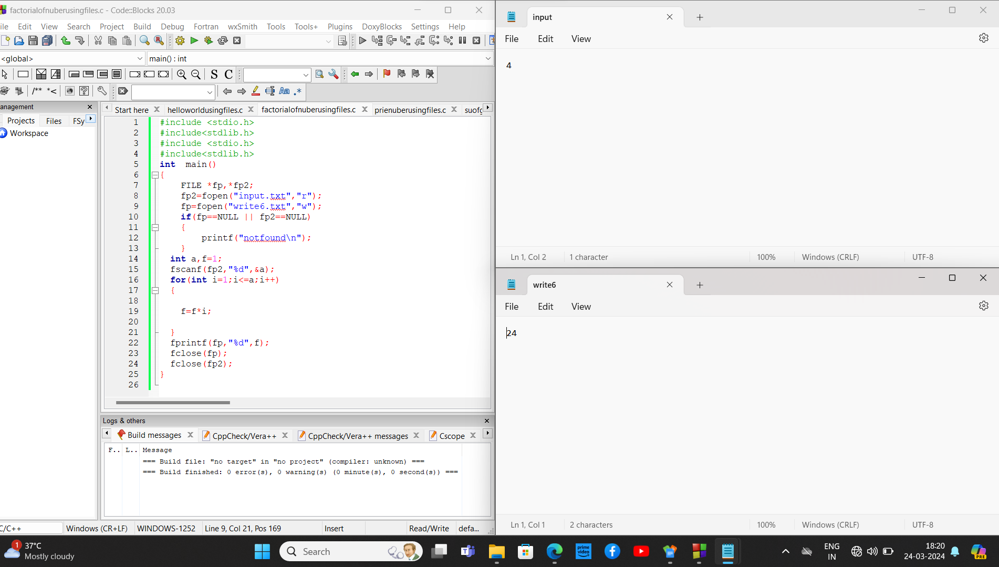 factorialofnuberusingfiles.c - Code::Blocks 20.03
ile Edit View Search Project Build Debug Fortran wxSmith Tools Tools+ Plugins DoxyBlocks Settings Help
<global> main() : int
S C
/** *< Aa .*
anagement
Projects Files FSy
Workspace
Start here helloworldusingfiles.c factorialofnuberusingfiles.c prienuberusingfiles.c suofc
1 #include <stdio.h>
2 #include<stdlib.h>
3 #include <stdio.h>
4 #include<stdlib.h>
5 int  main()
6 {
7     FILE *fp,*fp2;
8     fp2=fopen("input.txt","r");
9     fp=fopen("write6.txt","w");
10     if(fp==NULL || fp2==NULL)
11     {
12         printf("notfound\n");
13     }
14   int a,f=1;
15   fscanf(fp2,"%d",&a);
16   for(int i=1;i<=a;i++)
17   {
18
19     f=f*i;
20
21   }
22   fprintf(fp,"%d",f);
23   fclose(fp);
24   fclose(fp2);
25 }
26
Logs & others
Build messages CppCheck/Vera++ CppCheck/Vera++ messages Cscope
F.. L.. Message
=== Build file: "no target" in "no project" (compiler: unknown) ===
=== Build finished: 0 error(s), 0 warning(s) (0 minute(s), 0 second(s)) ===
C/C++ Windows (CR+LF) WINDOWS-1252 Line 9, Col 21, Pos 169 Insert Read/Write defa...
input
File Edit View
4
Ln 1, Col 2 1 character 100% Windows (CRLF) UTF-8
write6
File Edit View
24
Ln 1, Col 1 2 characters 100% Windows (CRLF) UTF-8
1 37°C
Mostly cloudy
Search
prime video
PRE
ENG
IN
18:20
24-03-2024